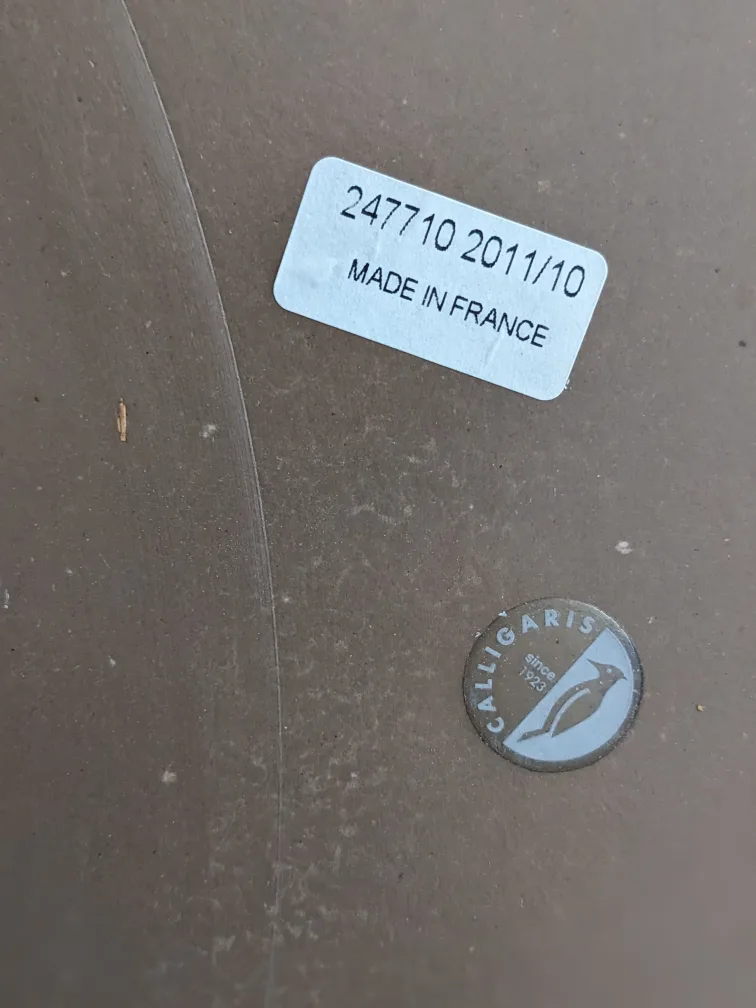 247710 2011/10
MADE IN FRANCE
CALLIGARIS
since
1923